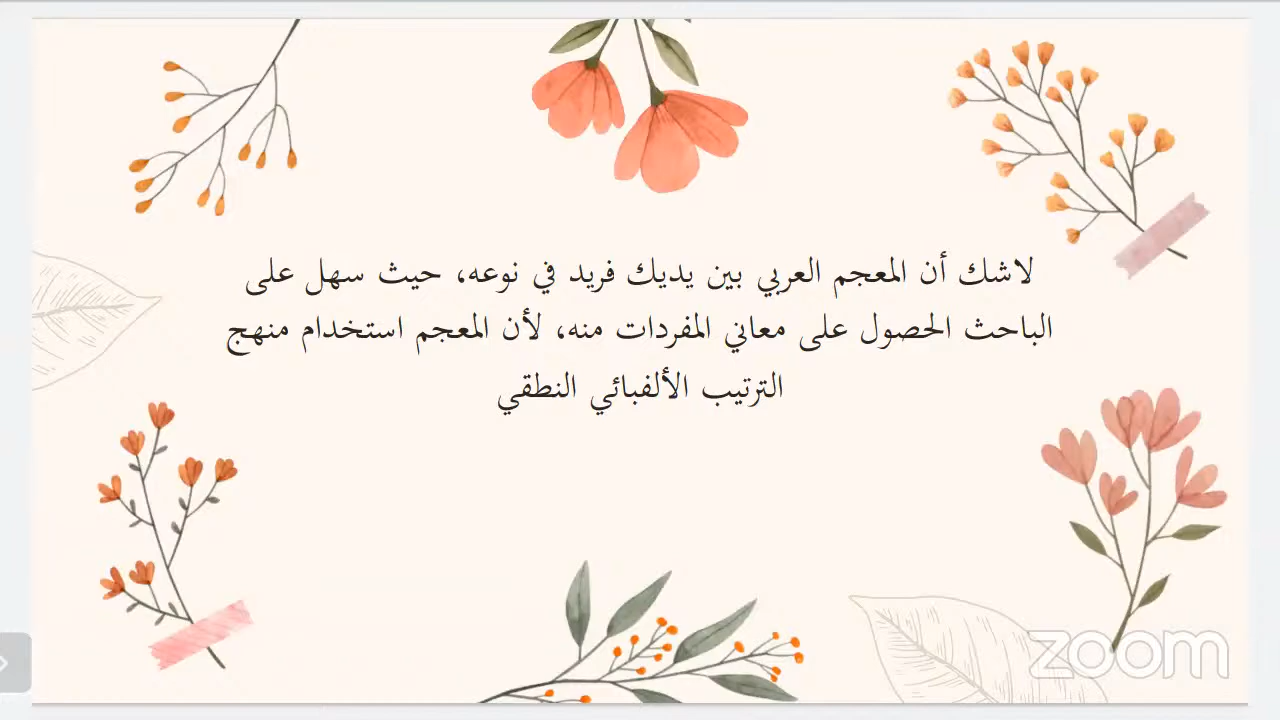 لاشك أن المعجم العربي بين يديك فريد في نوعه، حيث سهل على
الباحث الحصول على معاني المفردات منه، لأن المعجم استخدام منهج
الترتيب الألفبائي النطقي
zoom